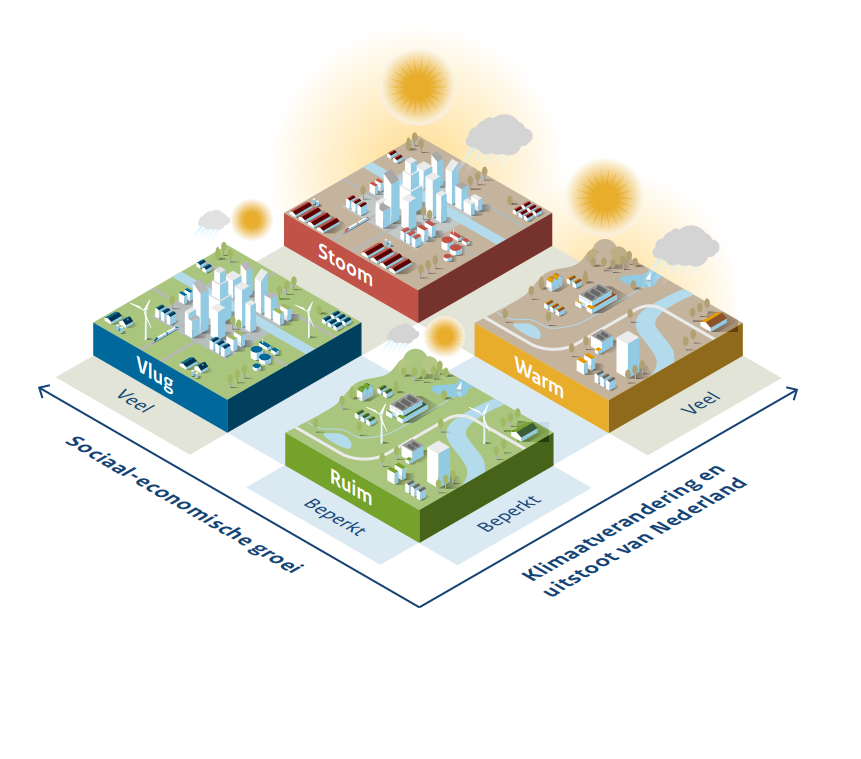 Stoom
Vlug
Warm
Ruim
Veel
Veel
Beperkt
Beperkt
Sociaal-economische groei
Klimaatverandering en
uitstoot van Nederland